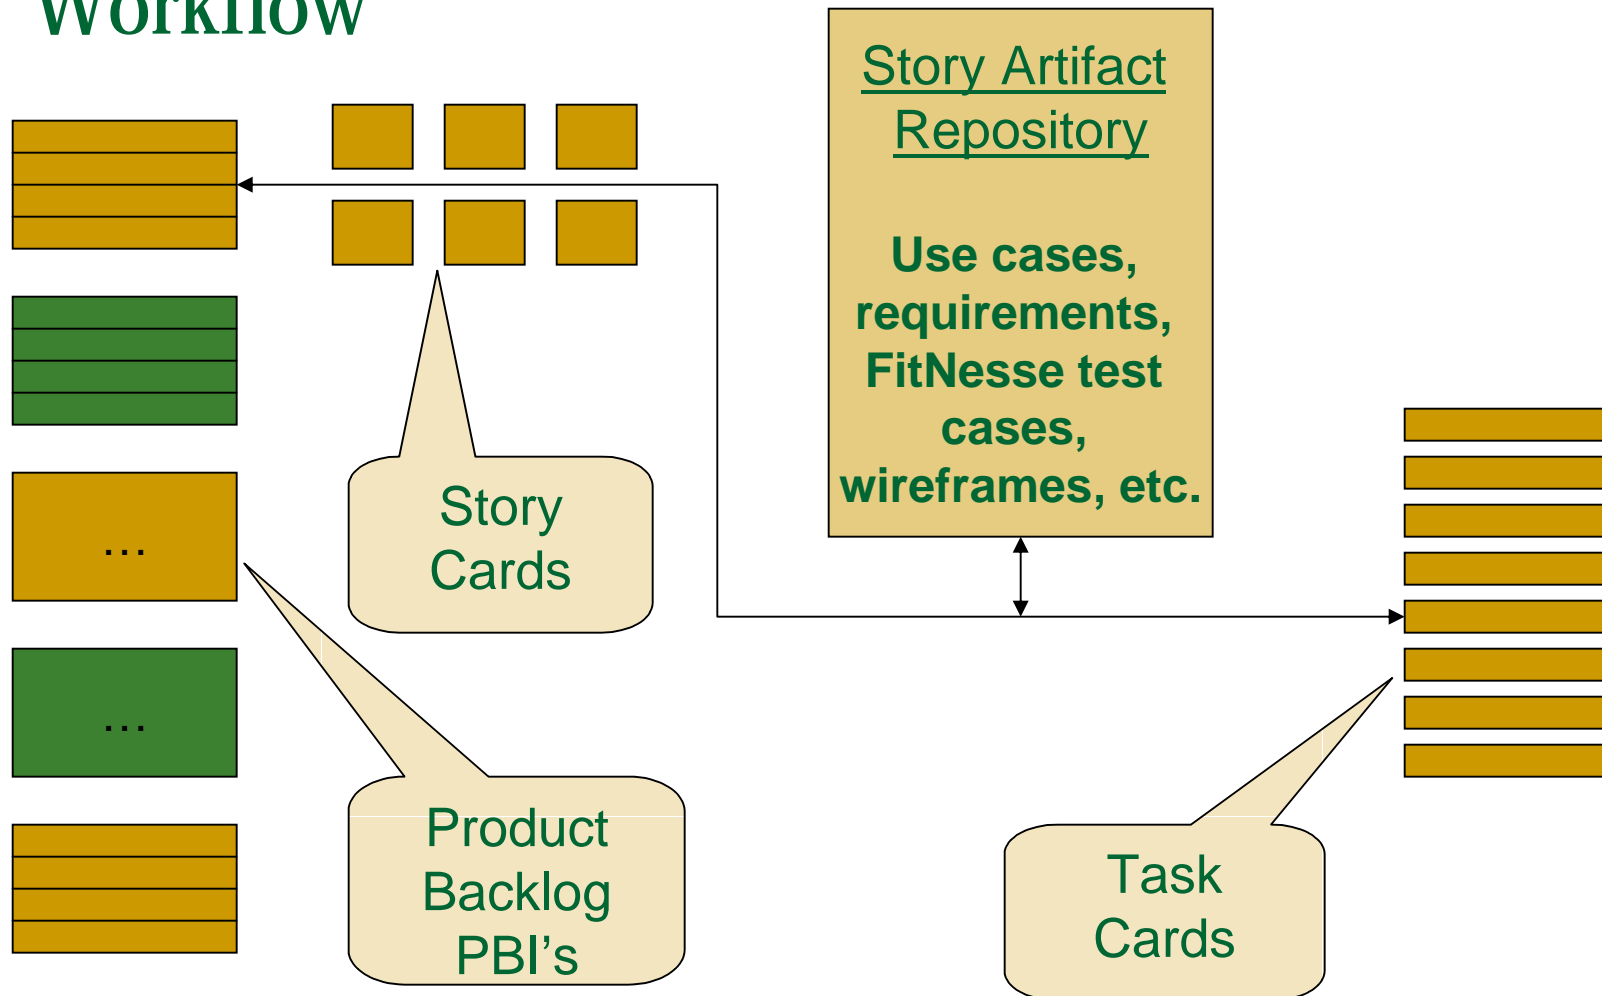 Workflow
Story Artifact
Repository
Use cases,
requirements,
FitNesse test
cases,
wireframes, etc.
Story
Cards
...
...
Product
Backlog
PBI’s
Task
Cards